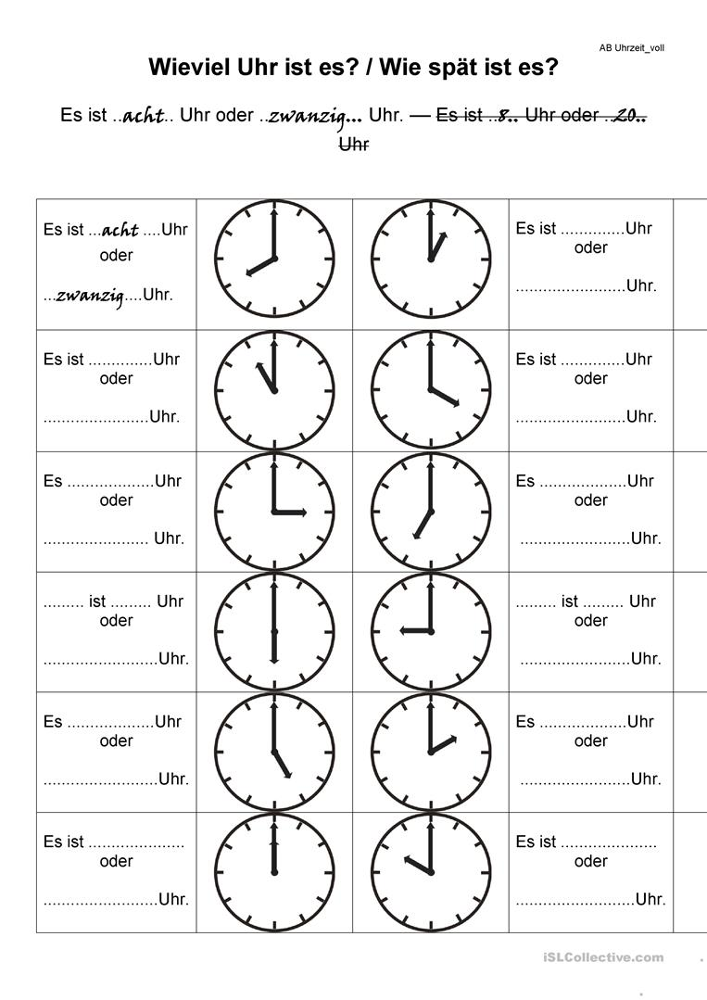 AB Uhrzeit_voll
Wieviel Uhr ist es? / Wie spät ist es?
Es ist ..acht.. Uhr oder ..zwanzig... Uhr. — Es ist ..8.. Uhr oder ..20..
Uhr
Es ist ...acht ....Uhr
oder
...zwanzig....Uhr.
Es ist ..............Uhr
oder
........................Uhr.
Es ist ..............Uhr
oder
.......................Uhr.
Es ist ..............Uhr
oder
........................Uhr.
Es ...................Uhr
oder
....................... Uhr.
Es ...................Uhr
oder
........................Uhr.
......... ist ......... Uhr
oder
.........................Uhr.
......... ist ......... Uhr
oder
........................Uhr.
Es ...................Uhr
oder
.........................Uhr.
Es ...................Uhr
oder
........................Uhr.
Es ist .....................
oder
.........................Uhr.
Es ist .....................
oder
..........................Uhr.
iSLCollective.com